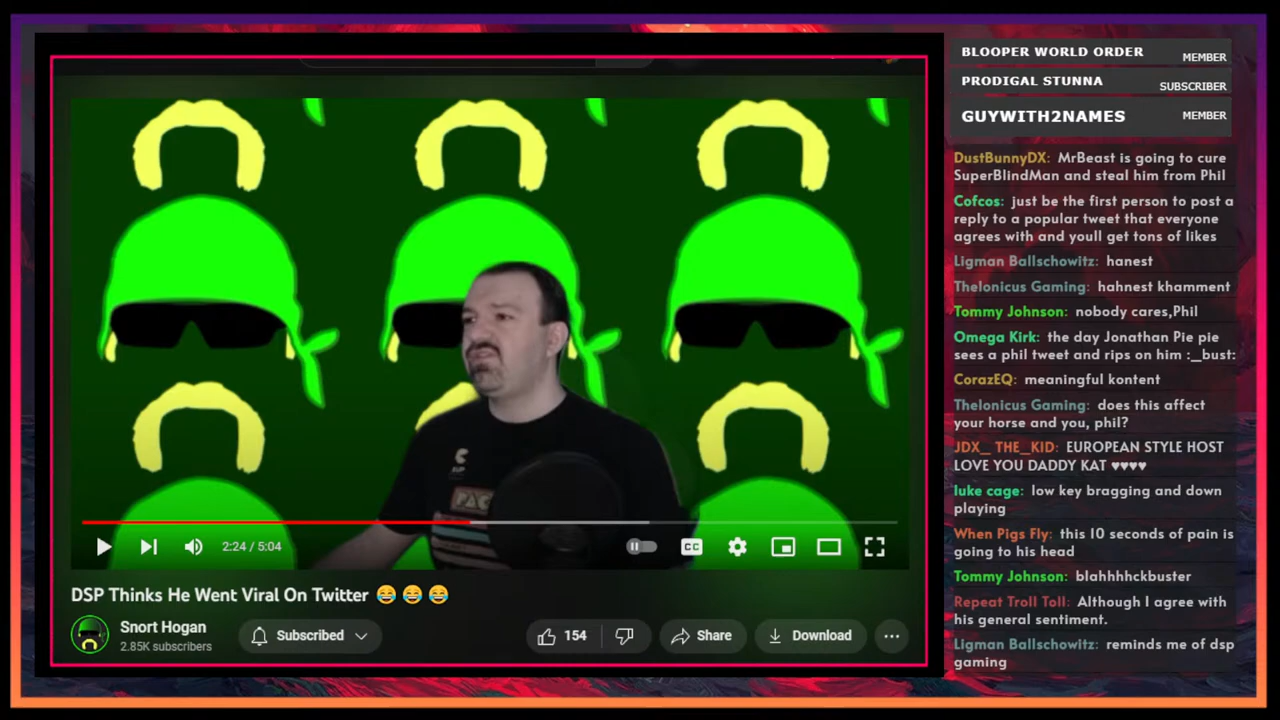 BLOOPER WORLD ORDER
MEMBER
PRODIGAL STUNNA
SUBSCRIBER
GUYWITH2NAMES
MEMBER
DustBunnyDX: MrBeast is going to cure
SuperBlindMan and steal him from Phil
Cofcos: just be the first person to post a
reply to a popular tweet that everyone
agrees with and youll get tons of likes
Ligman Ballschowitz: hanest
Thelonicus Gaming: hahnest khamment
Tommy Johnson: nobody cares,Phil
Omega Kirk: the day Jonathan Pie pie
sees a phil tweet and rips on him :_bust:
CorazEQ: meaningful kontent
Thelonicus Gaming: does this affect
your horse and you, phil?
JDX_ THE_KID: EUROPEAN STYLE HOST
LOVE YOU DADDY KAT ♥♥♥♥
luke cage: low key bragging and down
playing
When Pigs Fly: this 10 seconds of pain is
going to his head
Tommy Johnson: blahhhhckbuster
Repeat Troll Toll: Although I agree with
his general sentiment.
Ligman Ballschowitz: reminds me of dsp
gaming
PAC
2:24 / 5:04
CC
DSP Thinks He Went Viral On Twitter 😂 😂 😂
Snort Hogan
2.85K subscribers
Subscribed
154
Share
Download